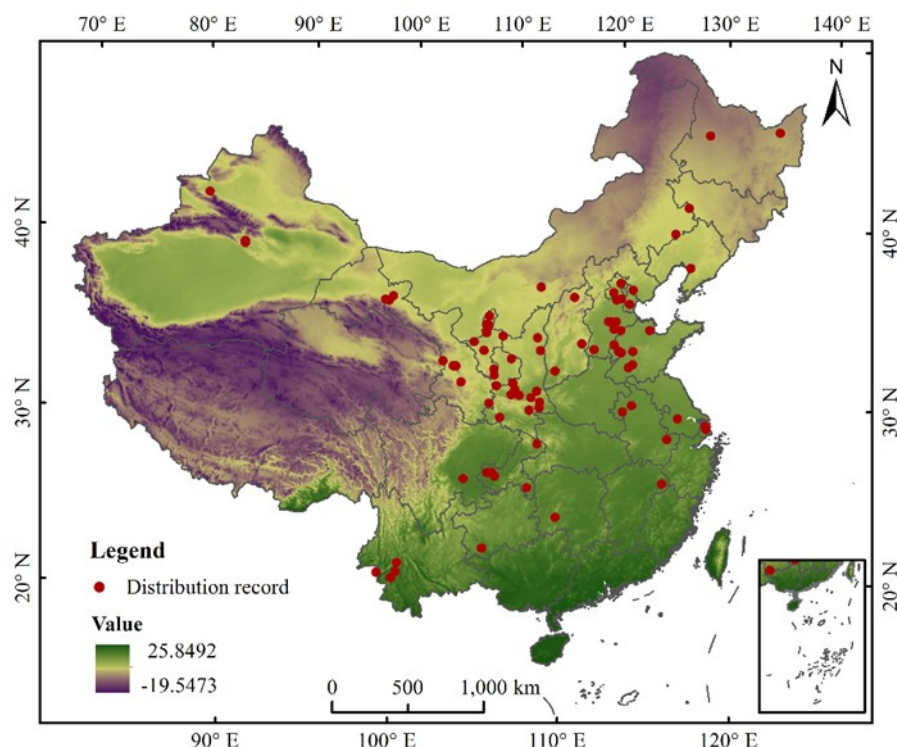 70° E 80° E 90° E 100° E 110° E 120° E 130° E 140° E
N
40° N 40° N
30° N 30° N
20° N 20° N
Legend
Distribution record
Value
25.8492
-19.5473
0 500 1,000 km
90° E 100° E 110° E 120° E